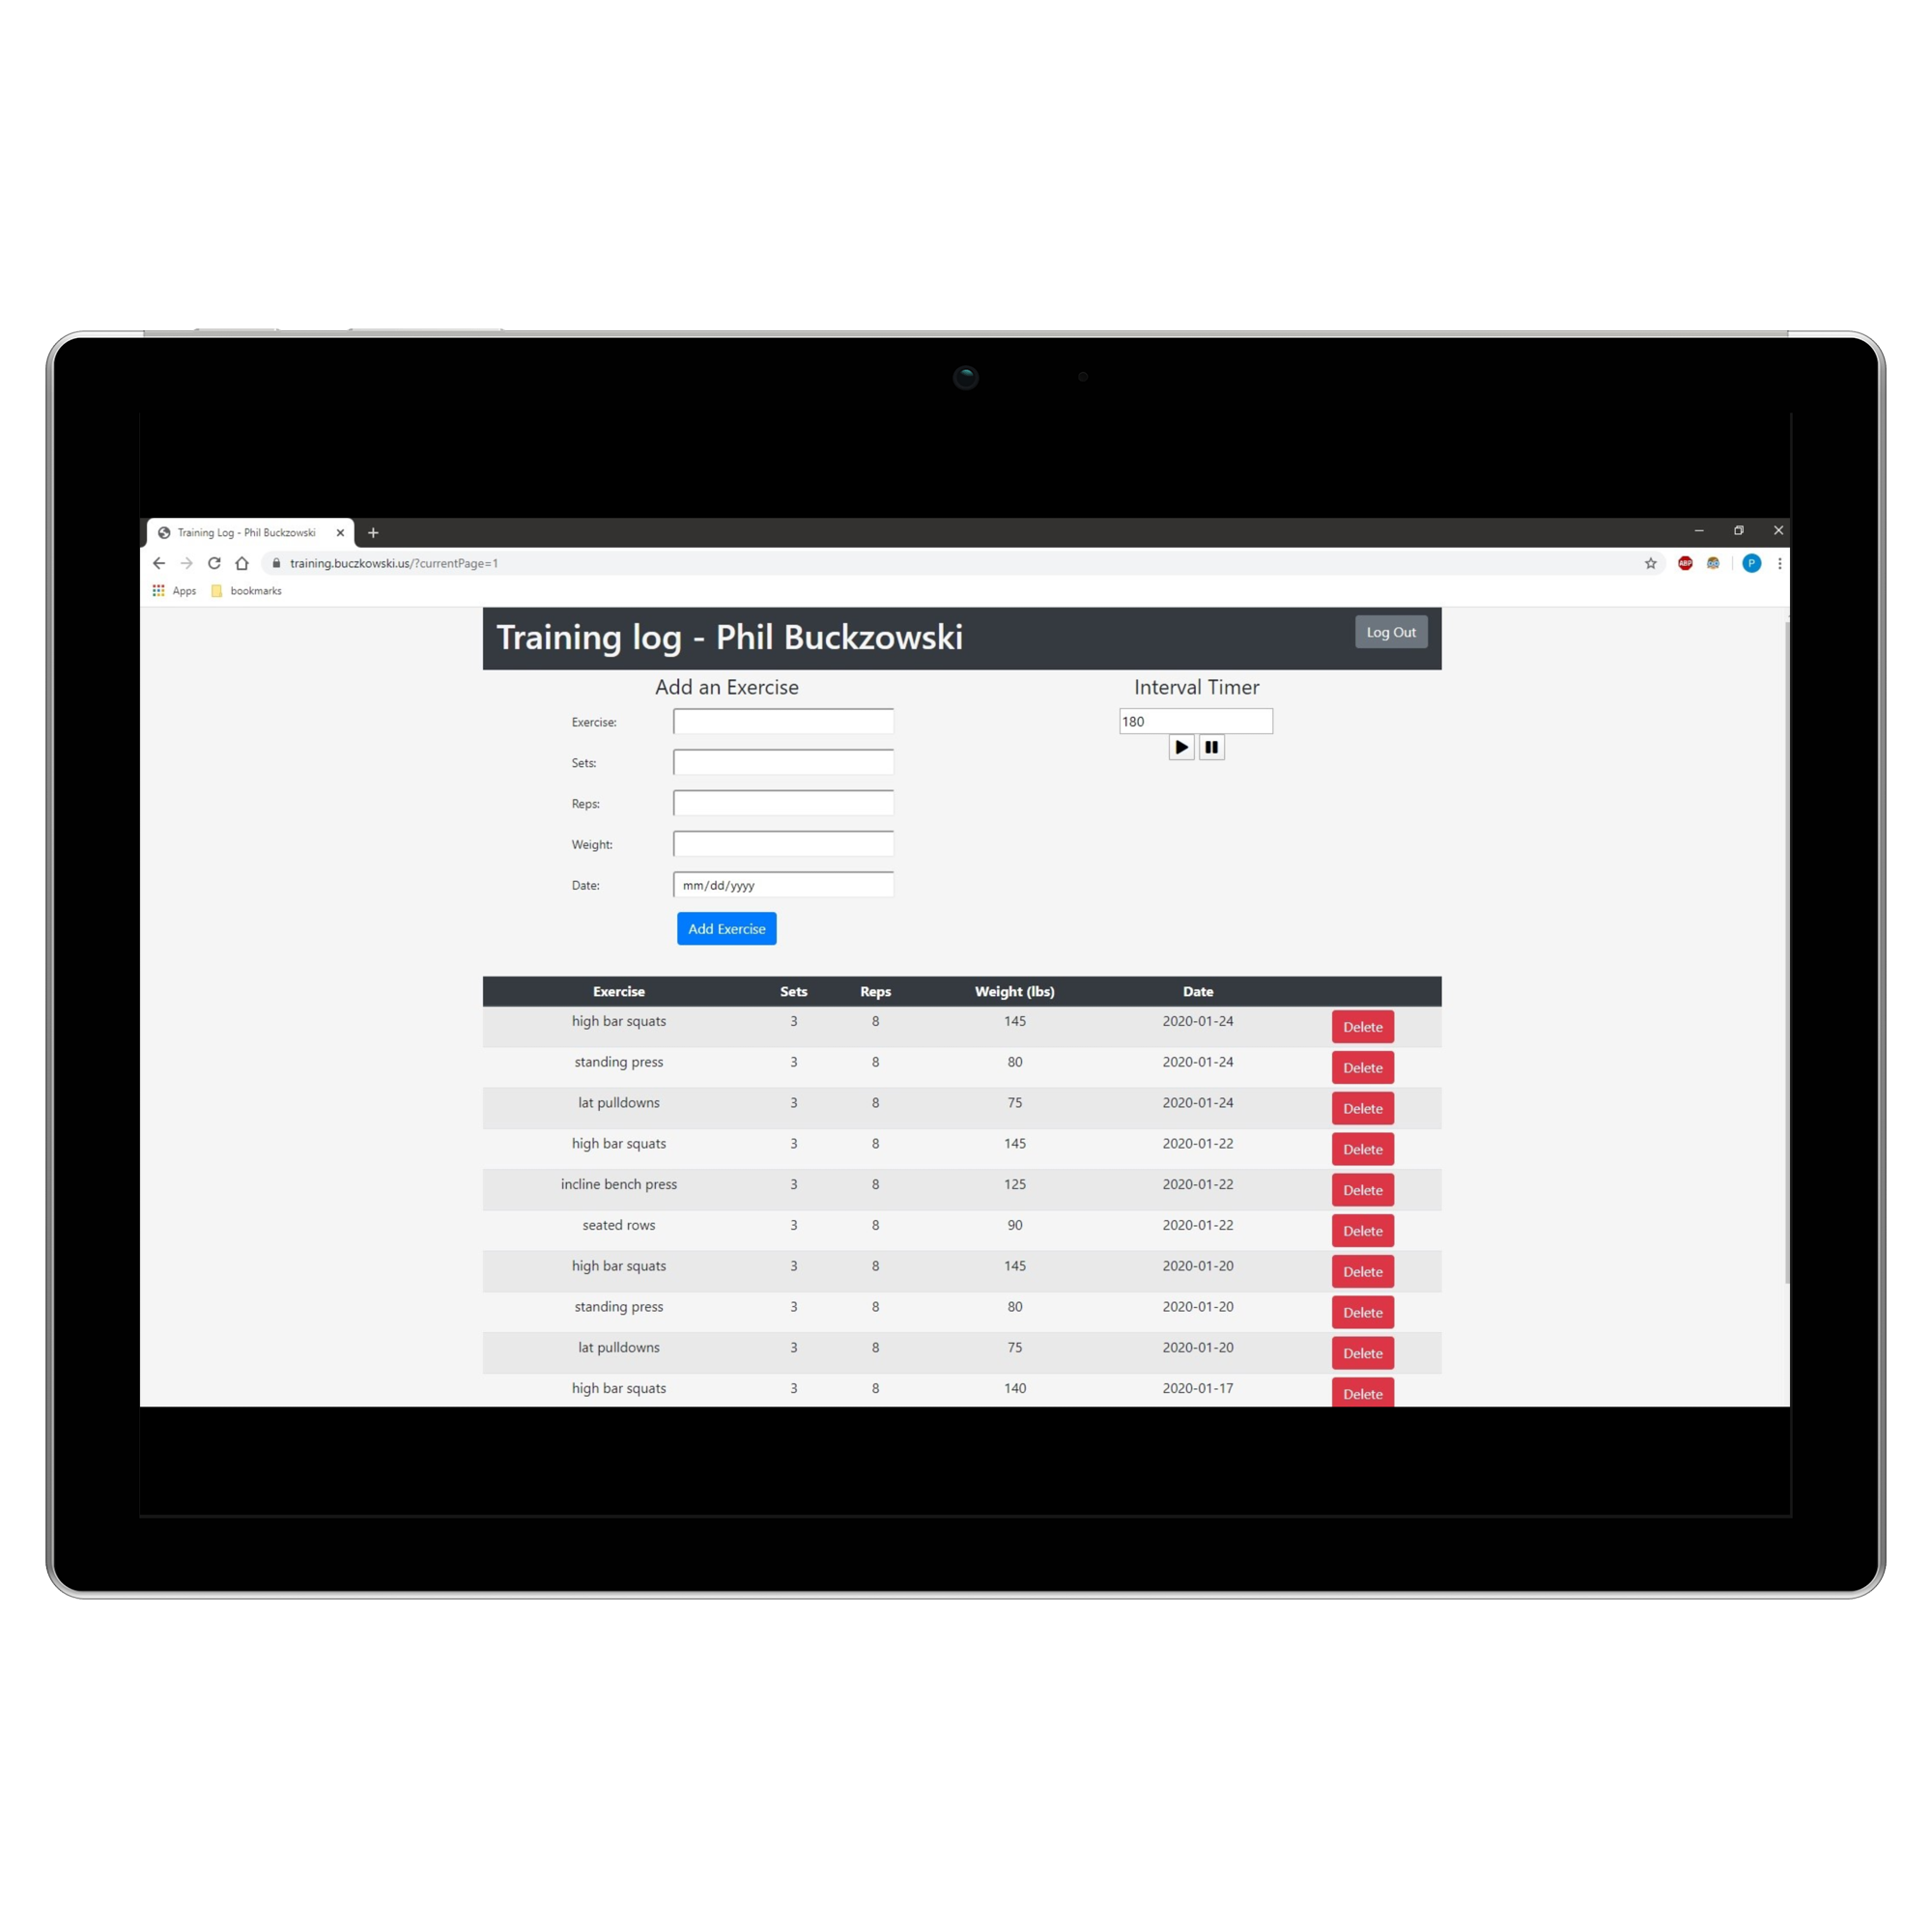 Training Log - Phil Buckzowski
training.buczkowski.us/?currentPage=1
ABP
P
Apps bookmarks
Training log - Phil Buckzowski Log Out
Add an Exercise Interval Timer
Exercise: 180
Sets:
Reps:
Weight:
Date: mm/dd/yyyy
Add Exercise
Exercise Sets Reps Weight (lbs) Date
high bar squats 3 8 145 2020-01-24 Delete
standing press 3 8 80 2020-01-24 Delete
lat pulldowns 3 8 75 2020-01-24 Delete
high bar squats 3 8 145 2020-01-22 Delete
incline bench press 3 8 125 2020-01-22 Delete
seated rows 3 8 90 2020-01-22 Delete
high bar squats 3 8 145 2020-01-20 Delete
standing press 3 8 80 2020-01-20 Delete
lat pulldowns 3 8 75 2020-01-20 Delete
high bar squats 3 8 140 2020-01-17 Delete